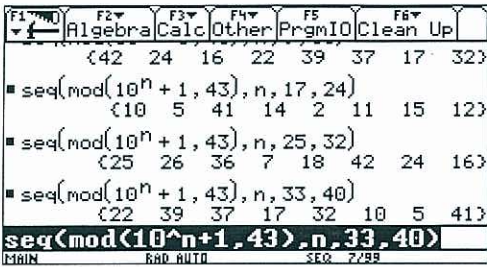 F1 F2 Algebra F3 Calc F4 Other F5 PrgmIO F6 Clean Up
{42 24 16 22 39 37 17 32}
■ seq(mod(10ⁿ + 1, 43), n, 17, 24)
{10 5 41 14 2 11 15 12}
■ seq(mod(10ⁿ + 1, 43), n, 25, 32)
{25 26 36 7 18 42 24 16}
■ seq(mod(10ⁿ + 1, 43), n, 33, 40)
{22 39 37 17 32 10 5 41}
seq(mod(10^n+1,43),n,33,40)
MAIN RAD AUTO SEQ 7/99